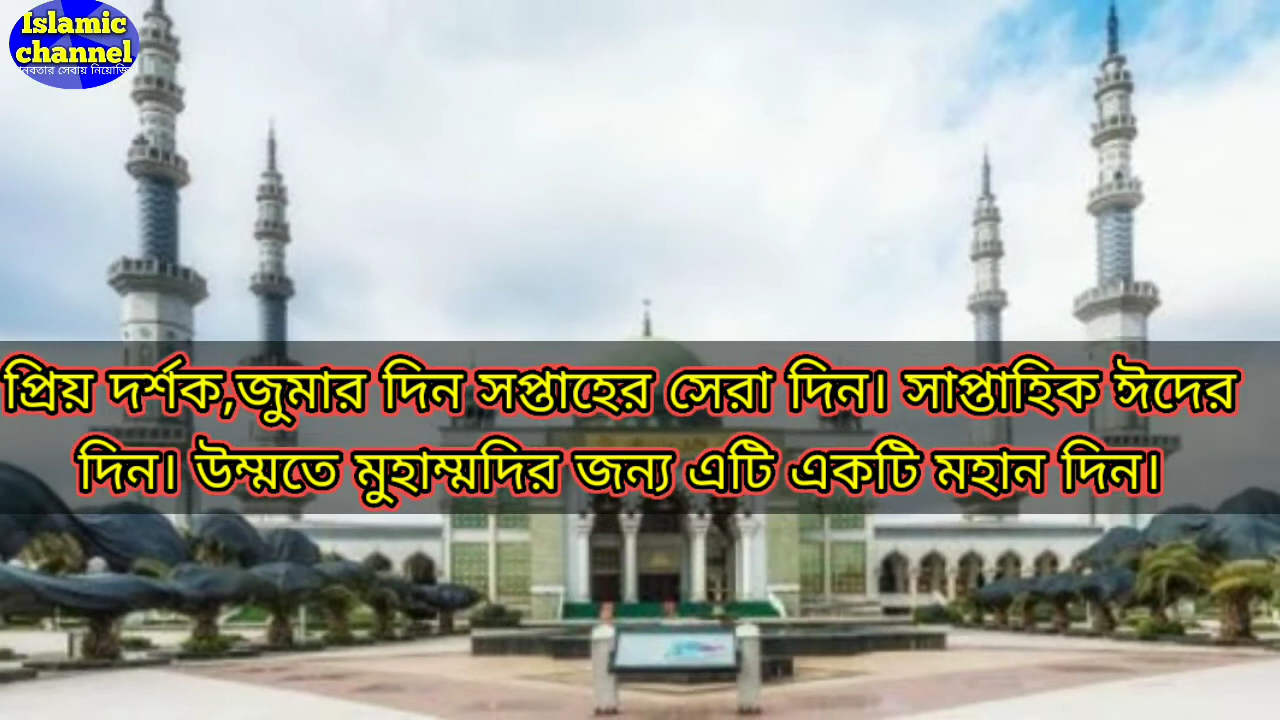 Islamic
channel
সেবায়
প্রিয় দর্শক,জুমার দিন সপ্তাহের সেরা দিন। সাপ্তাহিক ঈদের
দিন। উম্মতে মুহাম্মদির জন্য এটি একটি মহান দিন।